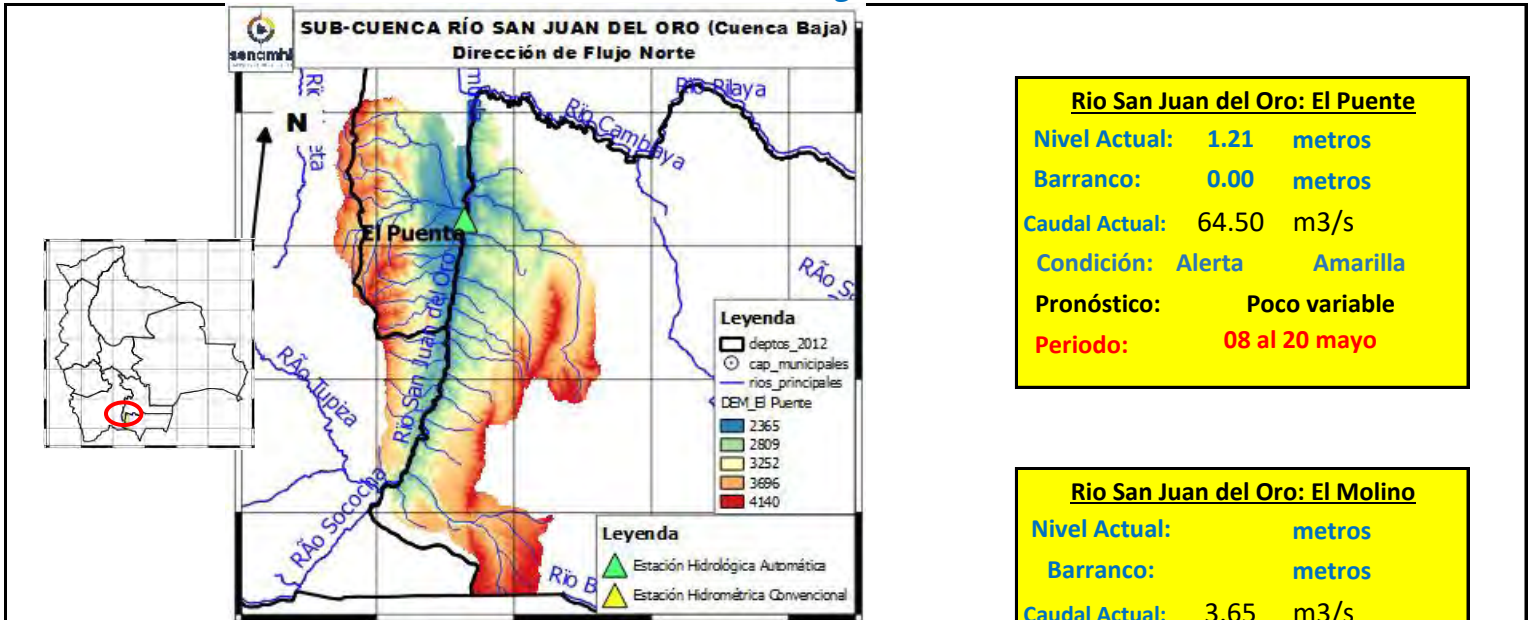 SUB-CUENCA RÍO SAN JUAN DEL ORO (Cuenca Baja)
Dirección de Flujo Norte
senamhi
N
Río Pilaya
Río Camblaya
El Puente
Río San Juan del Oro
RÃo Tupiza
RÃo Sococha
RÃo S
Río B
Leyenda
deptos_2012
cap_municipales
rios_principales
DEM_El Puente
2365
2809
3252
3696
4140
Leyenda
Estación Hidrológica Automática
Estación Hidrométrica Convencional
Rio San Juan del Oro: El Puente
Nivel Actual: 1.21 metros
Barranco: 0.00 metros
Caudal Actual: 64.50 m3/s
Condición: Alerta Amarilla
Pronóstico: Poco variable
Periodo: 08 al 20 mayo
Rio San Juan del Oro: El Molino
Nivel Actual: metros
Barranco: metros
Caudal Actual: 3.65 m3/s